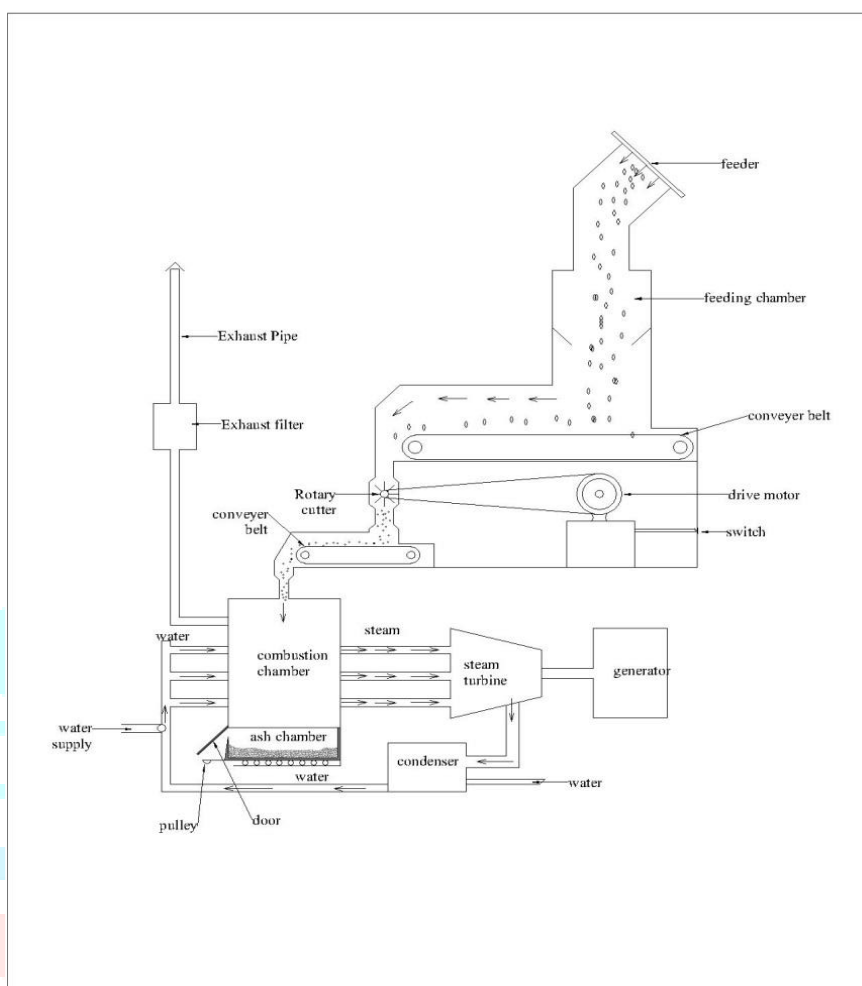 feeder
feeding chamber
Exhaust Pipe
conveyer belt
Exhaust filter
Rotary
cutter
drive motor
conveyer
belt
switch
water
steam
combustion
chamber
steam
turbine
generator
water
supply
ash chamber
condenser
water
water
pulley
door